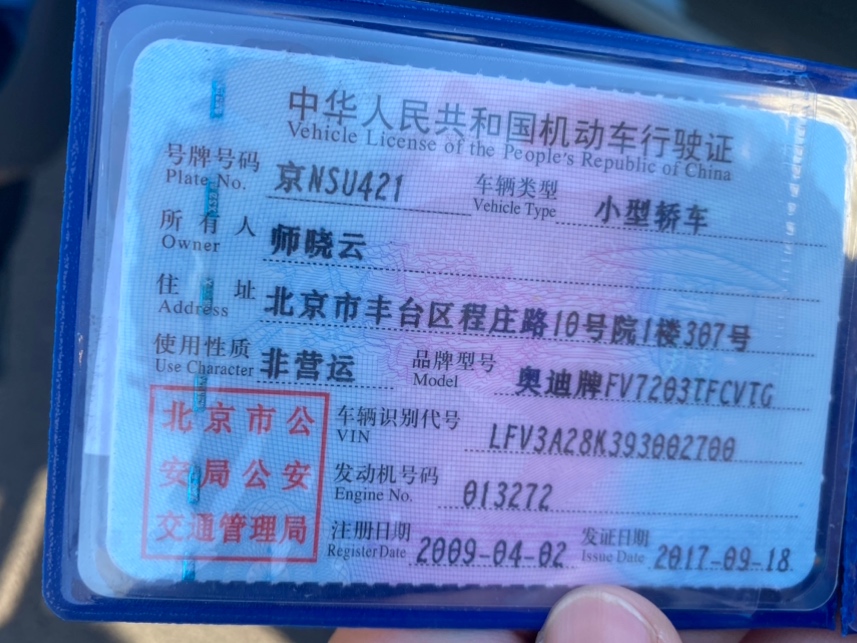 中华人民共和国机动车行驶证
Vehicle License of the People's Republic of China
号牌号码 京NSU421 车辆类型 小型轿车
Plate No. Vehicle Type
所有人 师晓云
Owner
住址 北京市丰台区程庄路10号院1楼307号
Address
使用性质 非营运 品牌型号 奥迪牌FV7203TFCVTG
Use Character Model
北京市公
安局公安
交通管理局
车辆识别代号 LFV3A28K393002700
VIN
发动机号码 013272
Engine No.
注册日期 2009-04-02 发证日期 2017-09-18
Register Date Issue Date